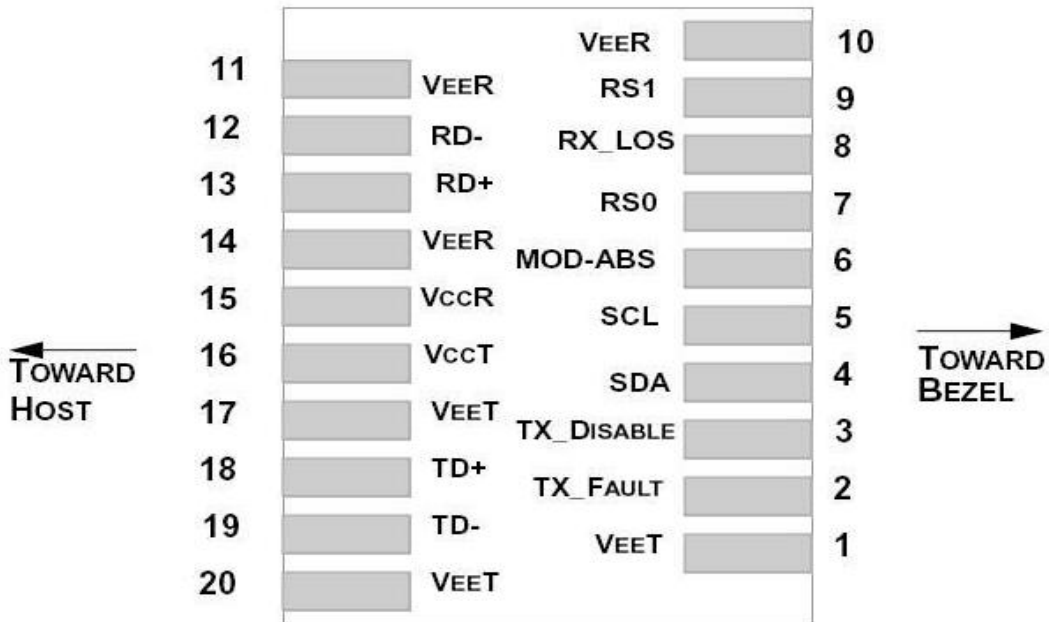 VEER 10
11 VEER
RS1 9
12 RD-
RX_LOS 8
13 RD+
RS0 7
14 VEER
MOD-ABS 6
15 VCCR
SCL 5
16 VCCT
SDA 4
17 VEET
TX_DISABLE 3
18 TD+
TX_FAULT 2
19 TD-
VEET 1
20 VEET
TOWARD
HOST
TOWARD
BEZEL